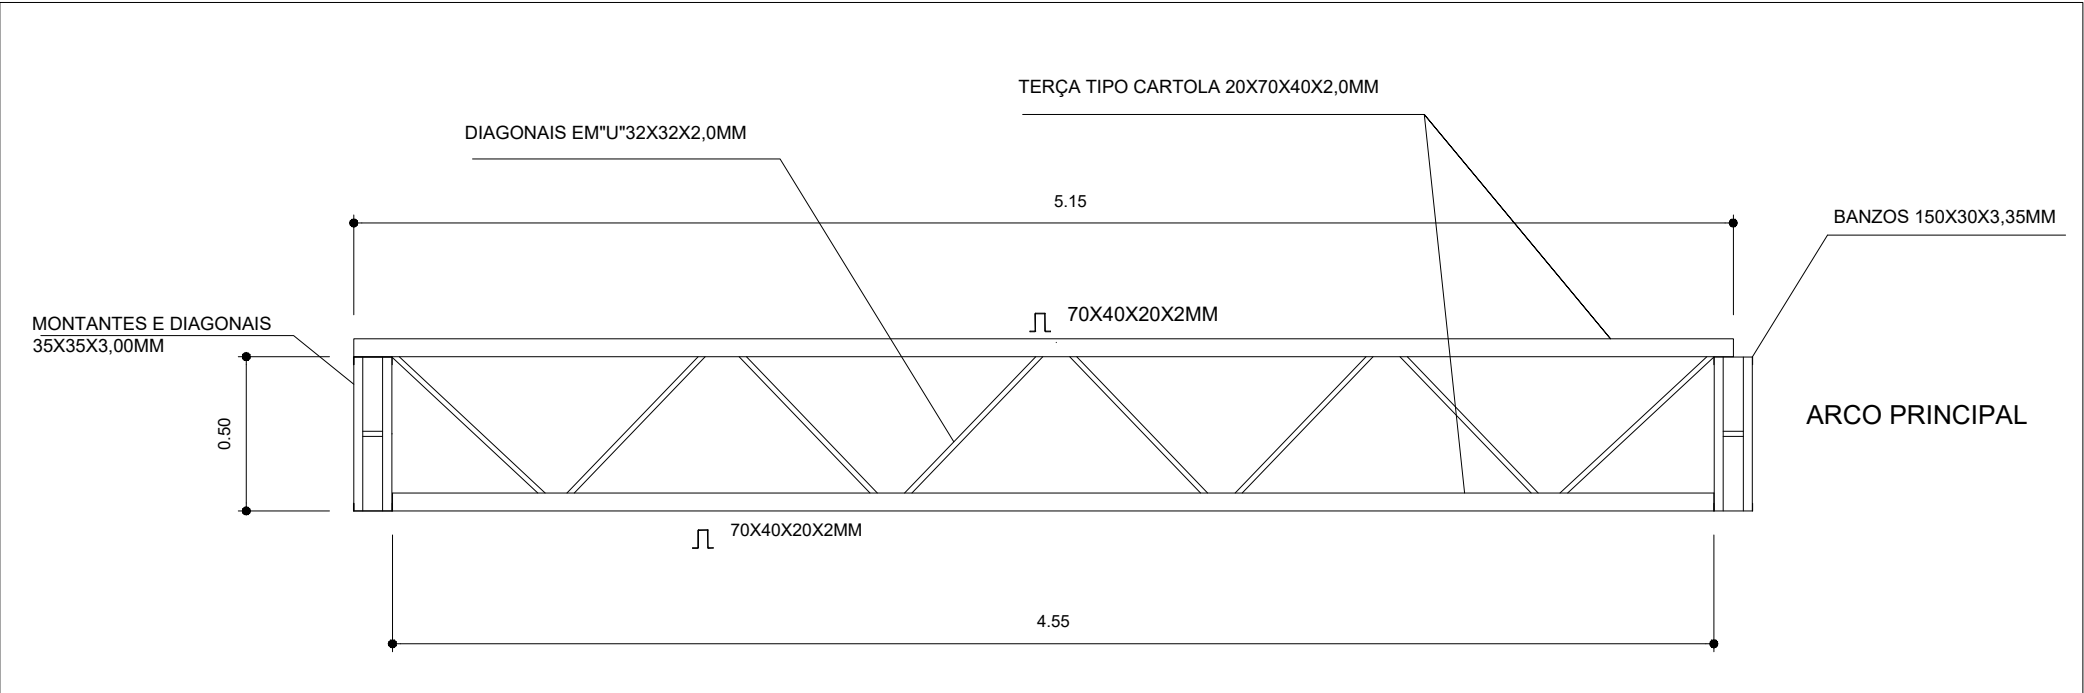 TERÇA TIPO CARTOLA 20X70X40X2,0MM
DIAGONAIS EM"U"32X32X2,0MM
5.15
BANZOS 150X30X3,35MM
70X40X20X2MM
MONTANTES E DIAGONAIS
35X35X3,00MM
0.50
ARCO PRINCIPAL
70X40X20X2MM
4.55